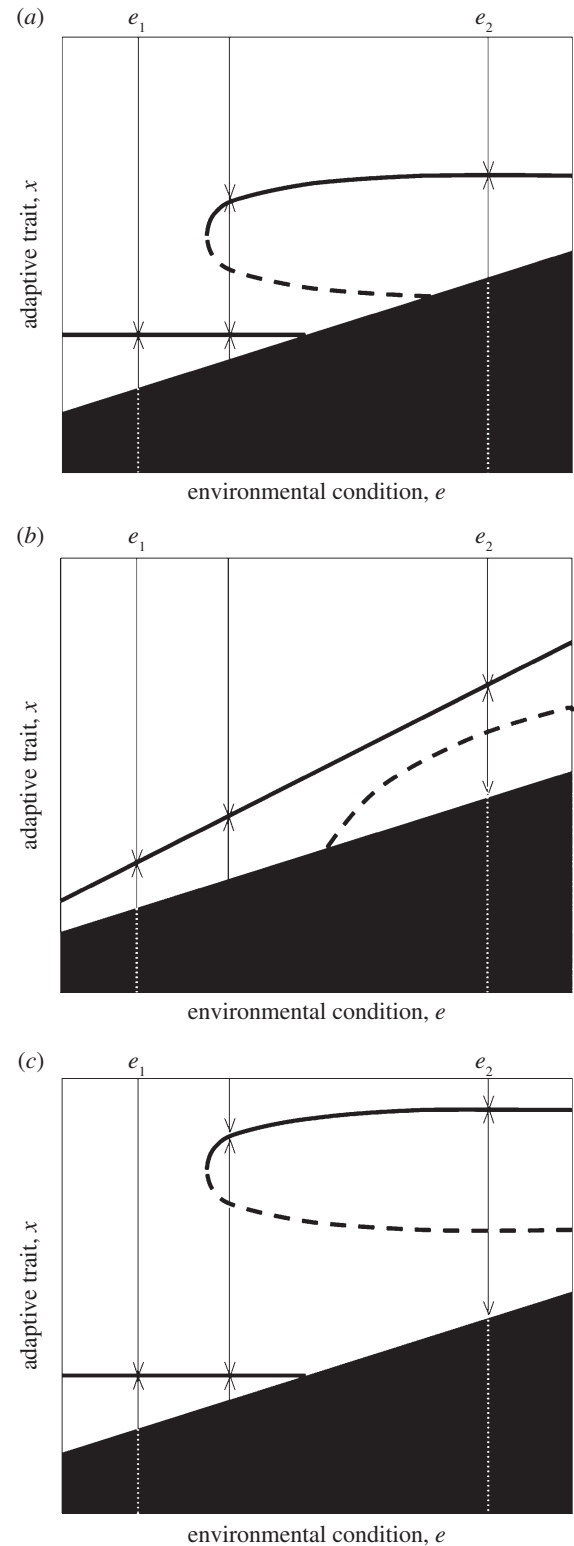 (a)
e₁ e₂
adaptive trait, x
environmental condition, e
(b)
e₁ e₂
adaptive trait, x
environmental condition, e
(c)
e₁ e₂
adaptive trait, x
environmental condition, e